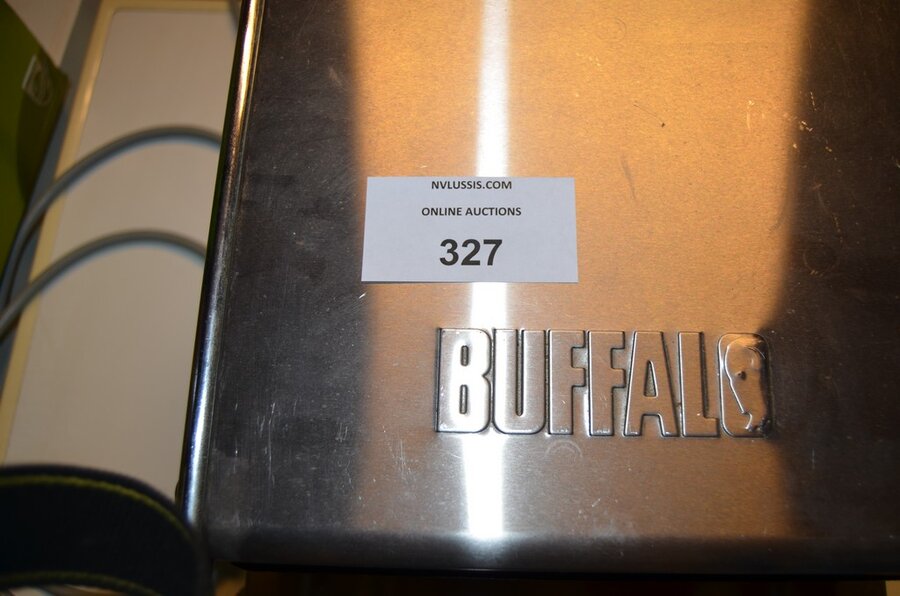 NVLUSSIS.COM
ONLINE AUCTIONS
327
BUFFALO